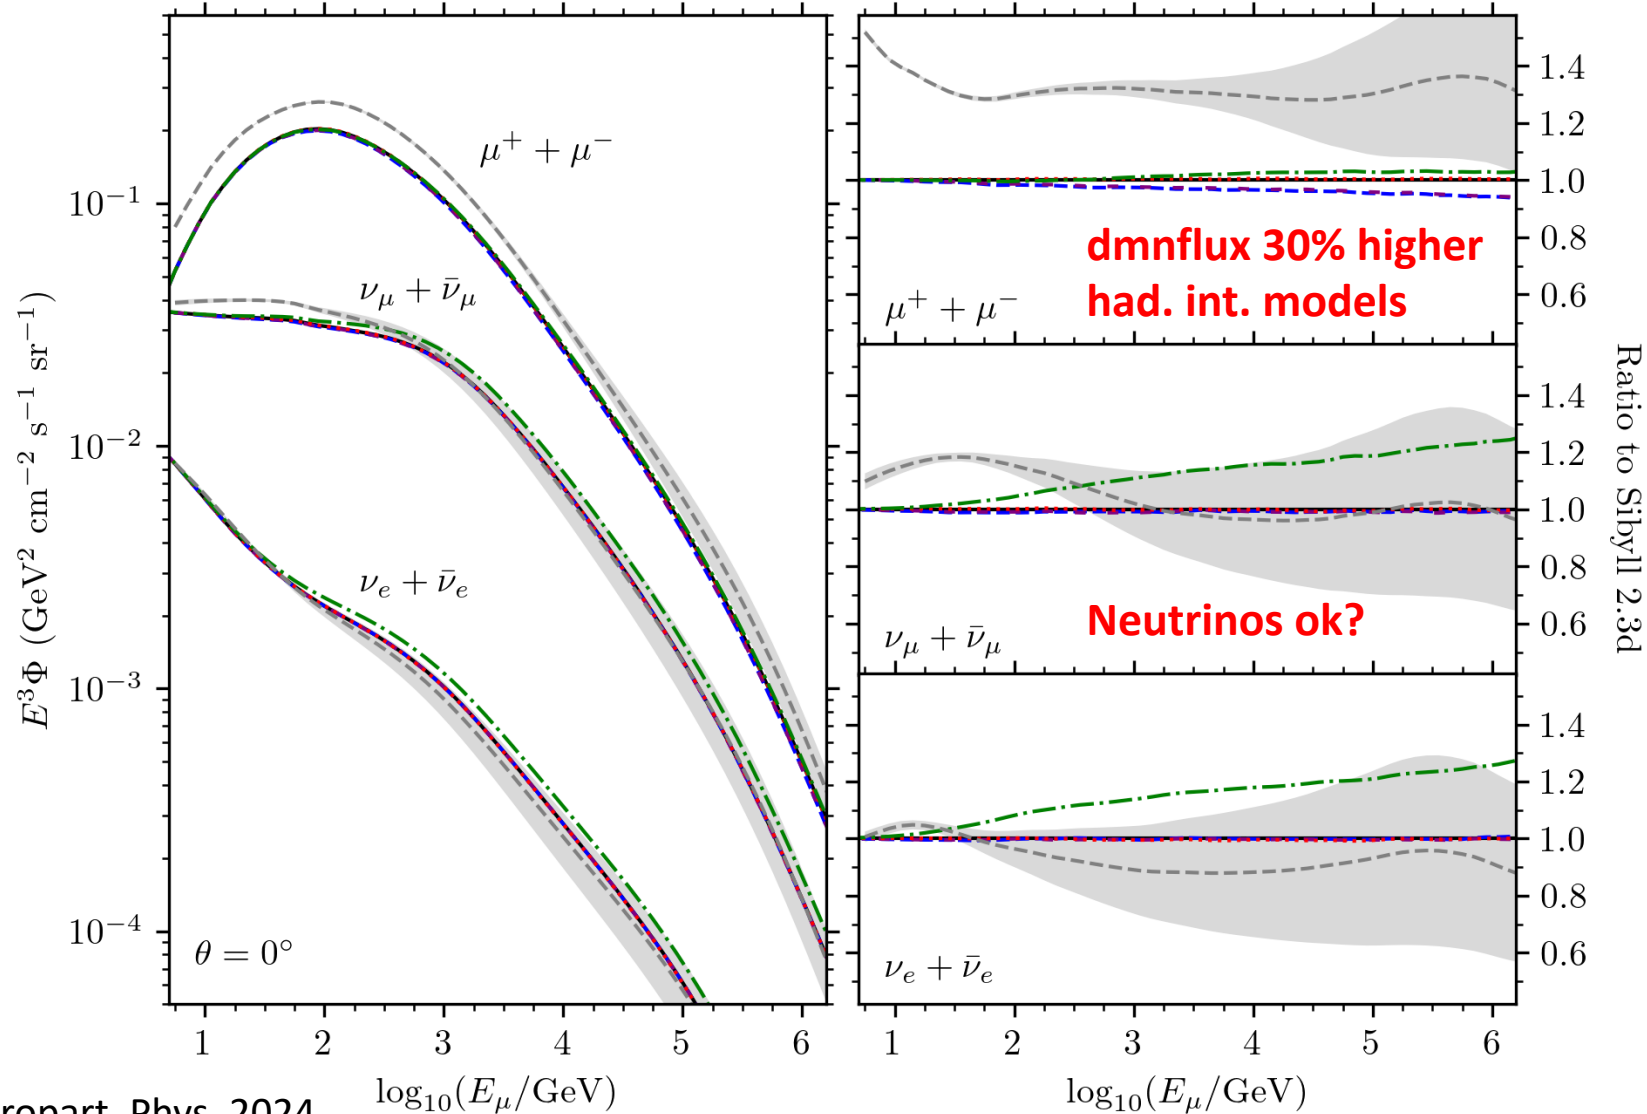 E³Φ (GeV² cm⁻² s⁻¹ sr⁻¹)
10⁻¹
10⁻²
10⁻³
10⁻⁴
μ⁺ + μ⁻
ν_μ + ν̄_μ
ν_e + ν̄_e
θ = 0°
1 2 3 4 5 6
log₁₀(E_μ/GeV)
1.4
1.2
1.0
0.8
0.6
dmnflux 30% higher
had. int. models
μ⁺ + μ⁻
1.4
1.2
1.0
0.8
0.6
Neutrinos ok?
ν_μ + ν̄_μ
1.4
1.2
1.0
0.8
0.6
ν_e + ν̄_e
Ratio to Sibyll 2.3d
1 2 3 4 5 6
log₁₀(E_μ/GeV)
Phys. 2024